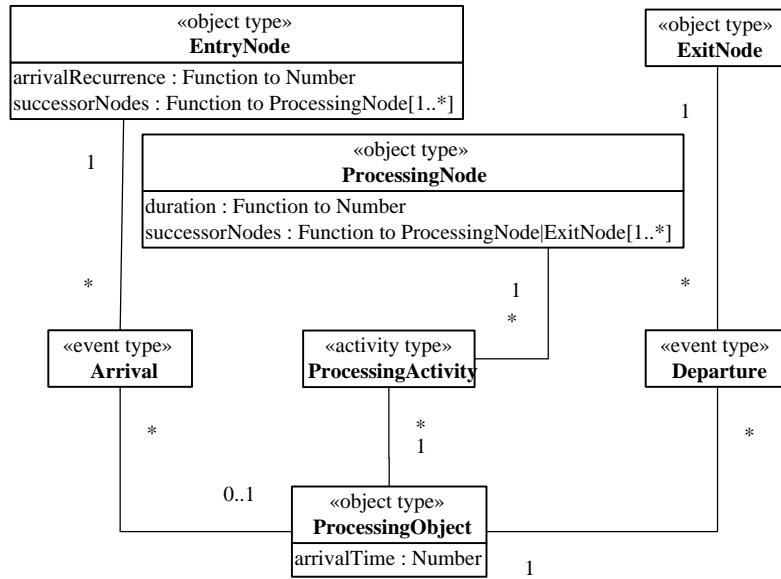 «object type»
EntryNode
arrivalRecurrence : Function to Number
successorNodes : Function to ProcessingNode[1..*]
«object type»
ExitNode
1
1
«object type»
ProcessingNode
duration : Function to Number
successorNodes : Function to ProcessingNode|ExitNode[1..*]
*
1
*
*
«event type»
Arrival
«activity type»
ProcessingActivity
«event type»
Departure
*
*
1
*
0..1
«object type»
ProcessingObject
arrivalTime : Number
1